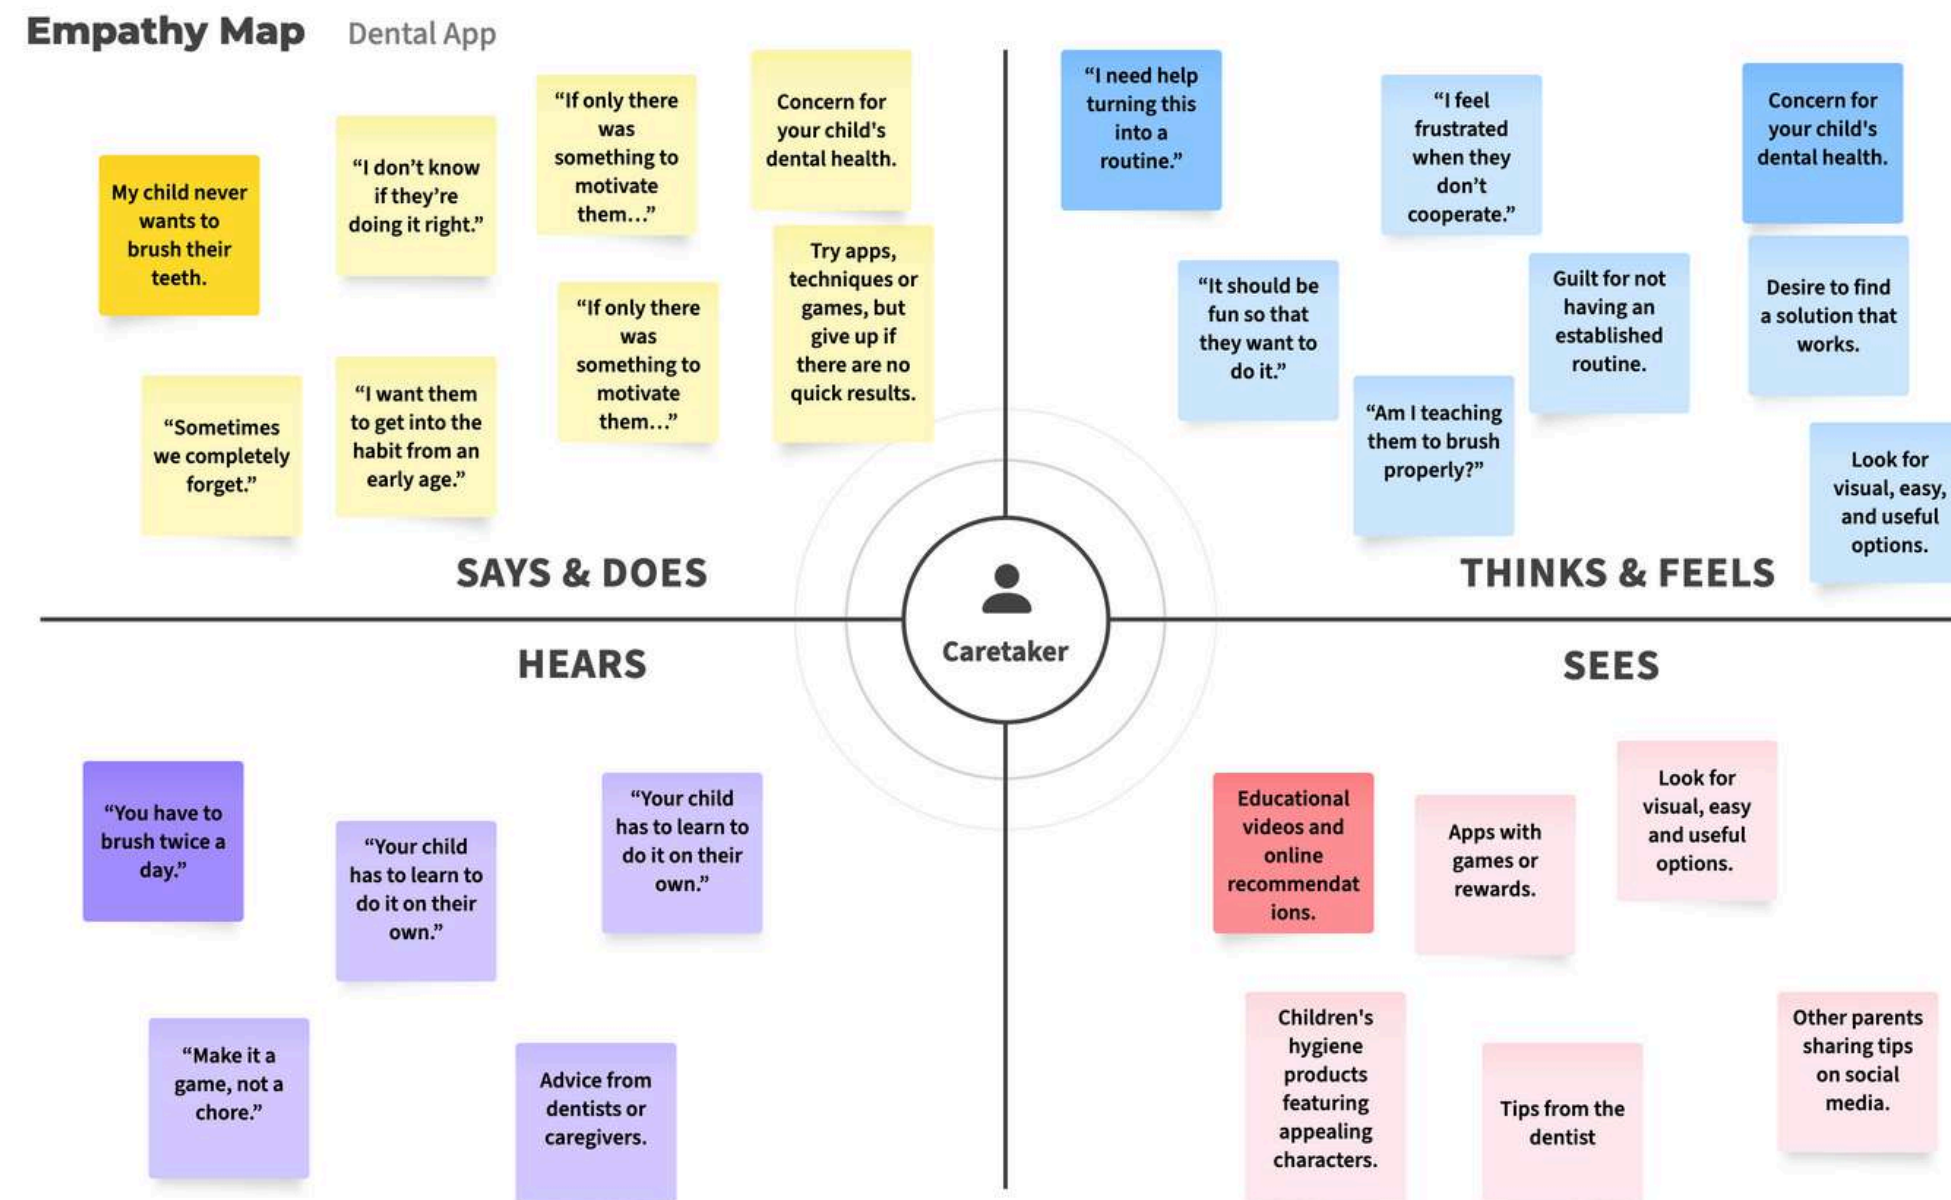 Empathy Map
Dental App
My child never
wants to
brush their
teeth.
“I don’t know
if they’re
doing it right.”
“If only there
was
something to
motivate
them...”
Concern for
your child's
dental health.
“Sometimes
we completely
forget.”
“I want them
to get into the
habit from an
early age.”
“If only there
was
something to
motivate
them...”
Try apps,
techniques or
games, but
give up if
there are no
quick results.
SAYS & DOES
“I need help
turning this
into a
routine.”
“I feel
frustrated
when they
don’t
cooperate.”
Concern for
your child's
dental health.
“It should be
fun so that
they want to
do it.”
Guilt for not
having an
established
routine.
Desire to find
a solution that
works.
“Am I teaching
them to brush
properly?”
Look for
visual, easy,
and useful
options.
THINKS & FEELS
Caretaker
HEARS
“You have to
brush twice a
day.”
“Your child
has to learn to
do it on their
own.”
“Your child
has to learn to
do it on their
own.”
“Make it a
game, not a
chore.”
Advice from
dentists or
caregivers.
SEES
Educational
videos and
online
recommendat
ions.
Apps with
games or
rewards.
Look for
visual, easy
and useful
options.
Children's
hygiene
products
featuring
appealing
characters.
Tips from the
dentist
Other parents
sharing tips
on social
media.